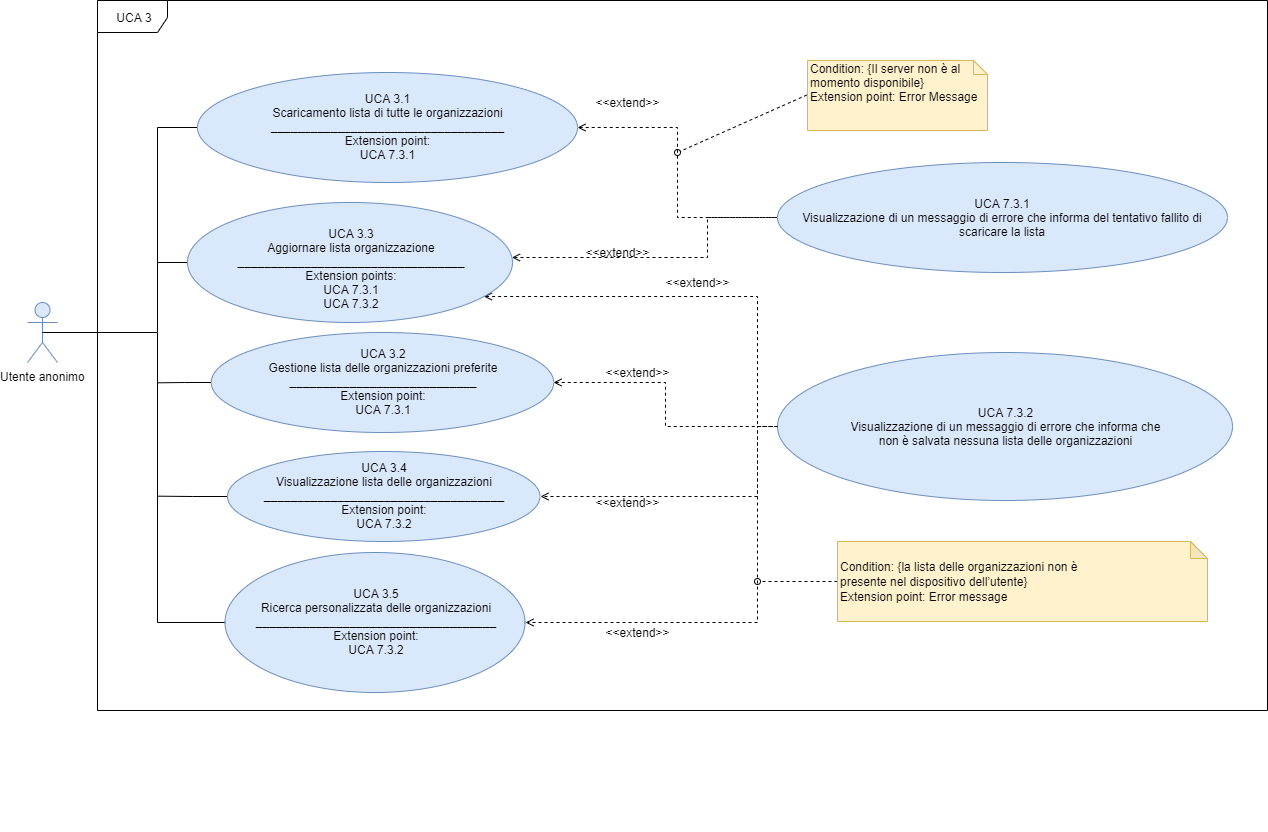 UCA 3
Condition: {Il server non è al
momento disponibile}
Extension point: Error Message
UCA 3.1
Scaricamento lista di tutte le organizzazioni
Extension point:
UCA 7.3.1
<<extend>>
UCA 7.3.1
Visualizzazione di un messaggio di errore che informa del tentativo fallito di
scaricare la lista
UCA 3.3
Aggiornare lista organizzazione
Extension points:
UCA 7.3.1
UCA 7.3.2
<<extend>>
<<extend>>
Utente anonimo
UCA 3.2
Gestione lista delle organizzazioni preferite
Extension point:
UCA 7.3.1
<<extend>>
UCA 7.3.2
Visualizzazione di un messaggio di errore che informa che
non è salvata nessuna lista delle organizzazioni
UCA 3.4
Visualizzazione lista delle organizzazioni
Extension point:
UCA 7.3.2
<<extend>>
Condition: {la lista delle organizzazioni non è
presente nel dispositivo dell'utente}
Extension point: Error message
UCA 3.5
Ricerca personalizzata delle organizzazioni
Extension point:
UCA 7.3.2
<<extend>>